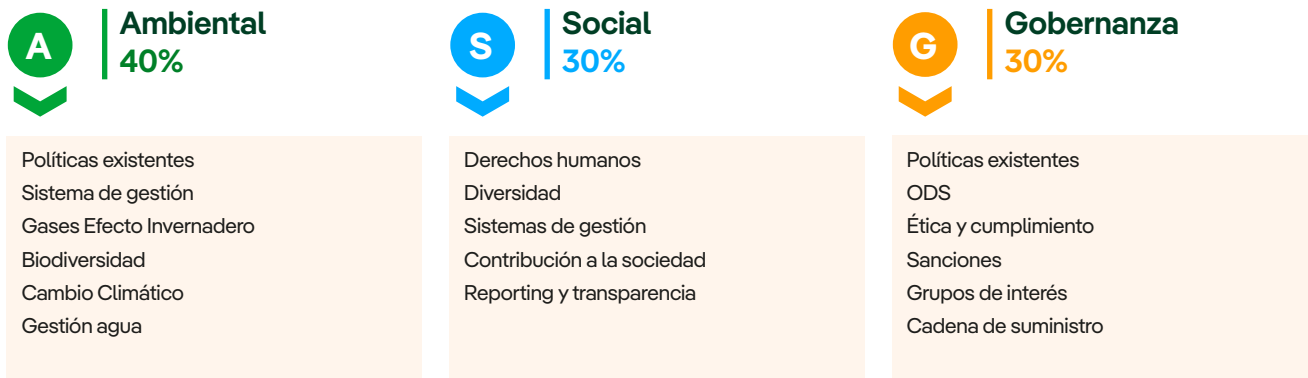 A
Ambiental
40%
Políticas existentes
Sistema de gestión
Gases Efecto Invernadero
Biodiversidad
Cambio Climático
Gestión agua
S
Social
30%
Derechos humanos
Diversidad
Sistemas de gestión
Contribución a la sociedad
Reporting y transparencia
G
Gobernanza
30%
Políticas existentes
ODS
Ética y cumplimiento
Sanciones
Grupos de interés
Cadena de suministro